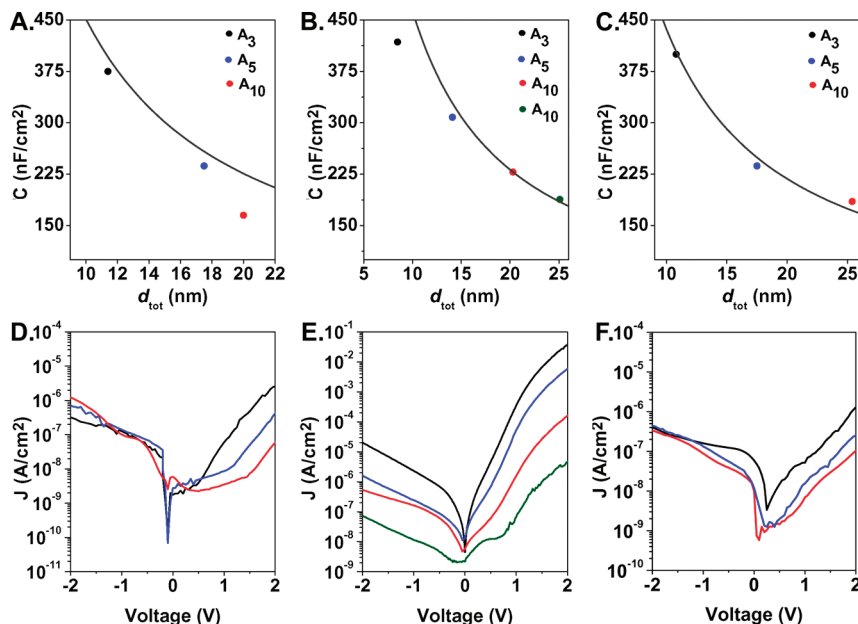 A.
450
375
300
225
150
C (nF/cm2)
A3
A5
A10
10 12 14 16 18 20 22
dtot (nm)
B.
450
375
300
225
150
C (nF/cm2)
A3
A5
A10
A10
5 10 15 20 25
dtot (nm)
C.
450
375
300
225
150
C (nF/cm2)
A3
A5
A10
10 15 20 25
dtot (nm)
D.
10-4
10-5
10-6
10-7
10-8
10-9
10-10
10-11
J (A/cm2)
-2 -1 0 1 2
Voltage (V)
E.
10-1
10-2
10-3
10-4
10-5
10-6
10-7
10-8
10-9
J (A/cm2)
-2 -1 0 1 2
Voltage (V)
F.
10-4
10-5
10-6
10-7
10-8
10-9
10-10
J (A/cm2)
-2 -1 0 1 2
Voltage (V)